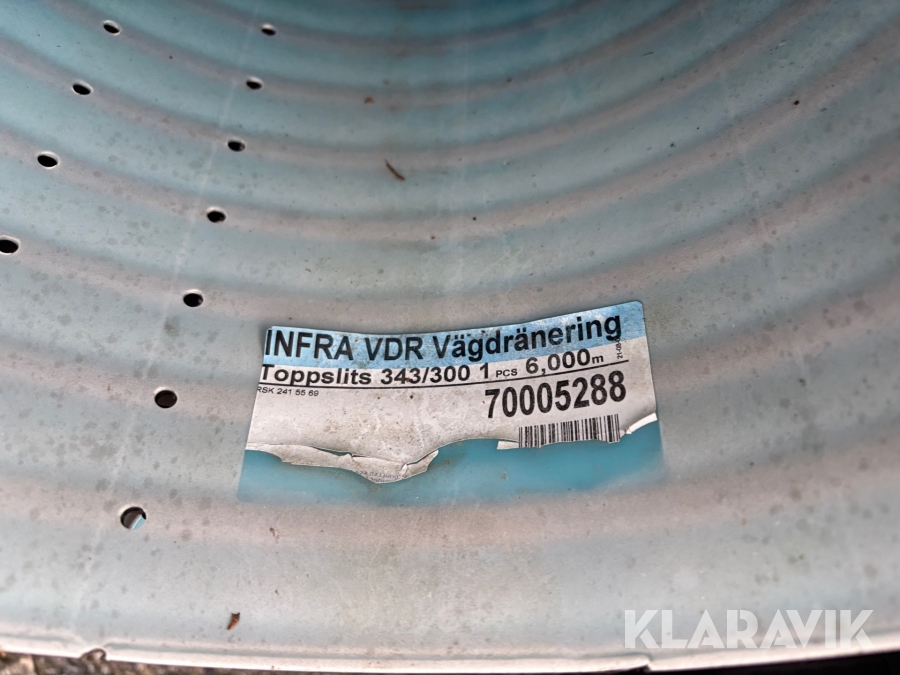 INFRA VDR Vägdränering
Toppslits 343/300 1 PCS 6,000m
RSK 241 55 69
70005288
KLARAVIK